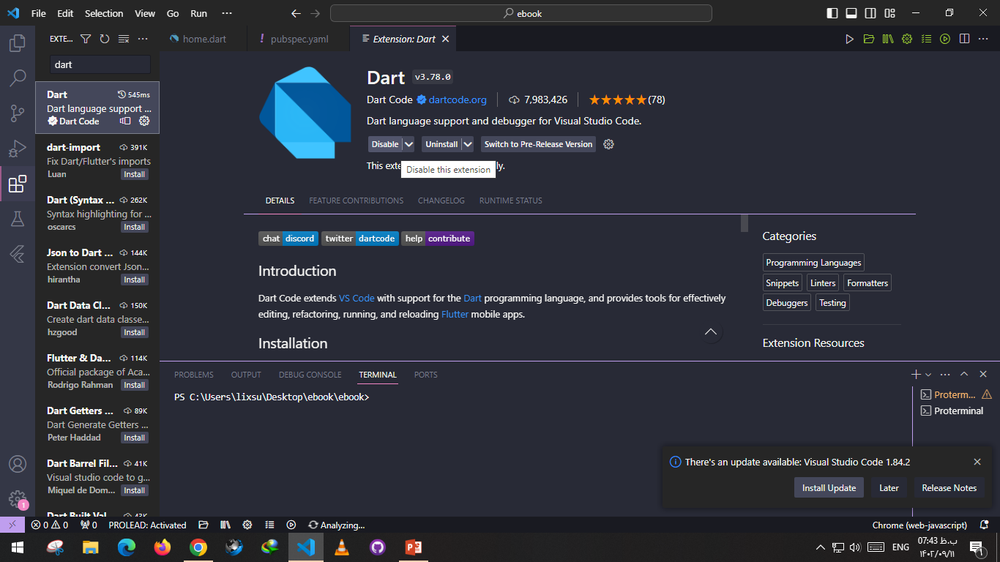 File Edit Selection View Go Run ···
ebook
EXTE...
dart
Dart 545ms
Dart language support ...
Dart Code
dart-import 391K
Fix Dart/Flutter's imports
Luan Install
Dart (Syntax ... 262K
Syntax highlighting for ...
oscarcs Install
Json to Dart ... 144K
Extension convert Json...
hirantha Install
Dart Data Cl... 150K
Create dart data classe...
hzgood Install
Flutter & Da... 114K
Official package of Aca...
Rodrigo Rahman Install
Dart Getters ... 89K
Dart Generate Getters ...
Peter Haddad Install
Dart Barrel Fil... 41K
Visual studio code to g...
Miquel de Dom... Install
Dart Built Val... 43K
home.dart
! pubspec.yaml
Extension: Dart
Dart v3.78.0
Dart Code dartcode.org 7,983,426 (78)
Dart language support and debugger for Visual Studio Code.
Disable Uninstall Switch to Pre-Release Version
This exte ly.
Disable this extension
DETAILS FEATURE CONTRIBUTIONS CHANGELOG RUNTIME STATUS
chat discord twitter dartcode help contribute
Introduction
Dart Code extends VS Code with support for the Dart programming language, and provides tools for effectively
editing, refactoring, running, and reloading Flutter mobile apps.
Installation
Categories
Programming Languages
Snippets Linters Formatters
Debuggers Testing
Extension Resources
PROBLEMS OUTPUT DEBUG CONSOLE TERMINAL PORTS
PS C:\Users\lixsu\Desktop\ebook\ebook>
Proterm...
Proterminal
There's an update available: Visual Studio Code 1.84.2
Install Update Later Release Notes
1
0 0 0 PROLEAD: Activated Analyzing...
Chrome (web-javascript)
ENG
07:43 ب.ظ
۱۴۰۲/۰۹/۱۱
1